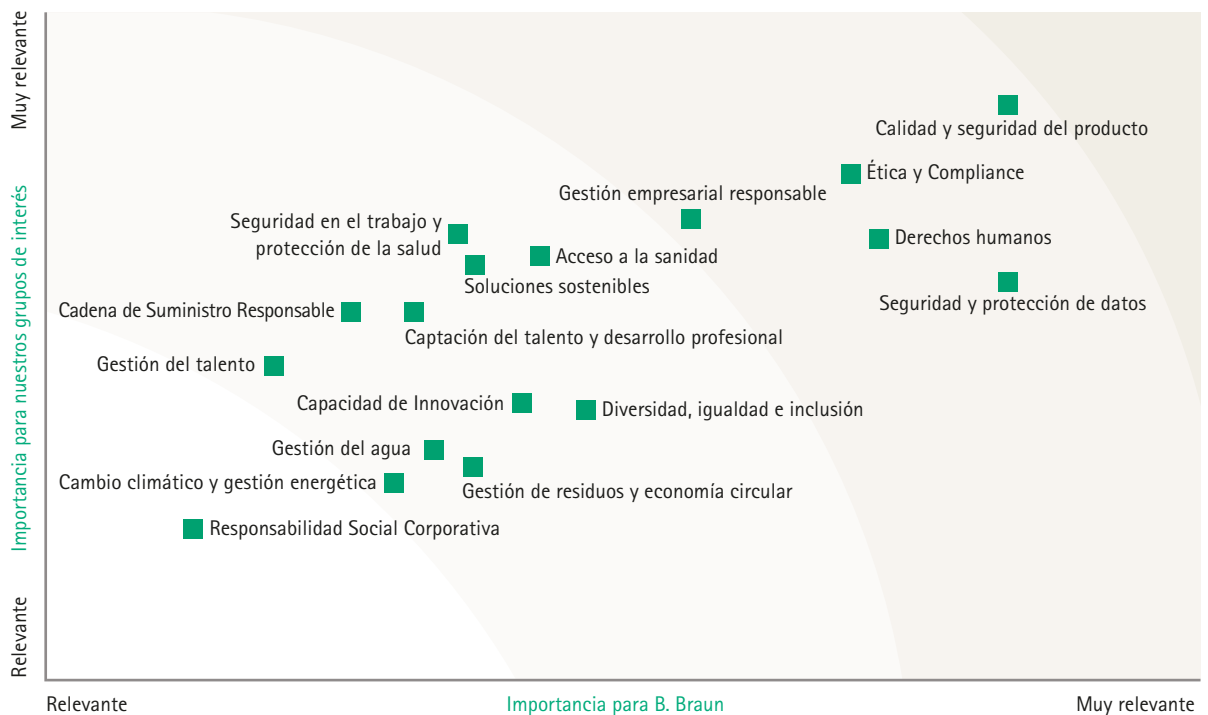 Muy relevante
Importancia para nuestros grupos de interés
Relevante
Calidad y seguridad del producto
Ética y Compliance
Gestión empresarial responsable
Seguridad en el trabajo y
protección de la salud
Derechos humanos
Acceso a la sanidad
Soluciones sostenibles
Seguridad y protección de datos
Cadena de Suministro Responsable
Captación del talento y desarrollo profesional
Gestión del talento
Capacidad de Innovación
Diversidad, igualdad e inclusión
Gestión del agua
Cambio climático y gestión energética
Gestión de residuos y economía circular
Responsabilidad Social Corporativa
Relevante
Importancia para B. Braun
Muy relevante